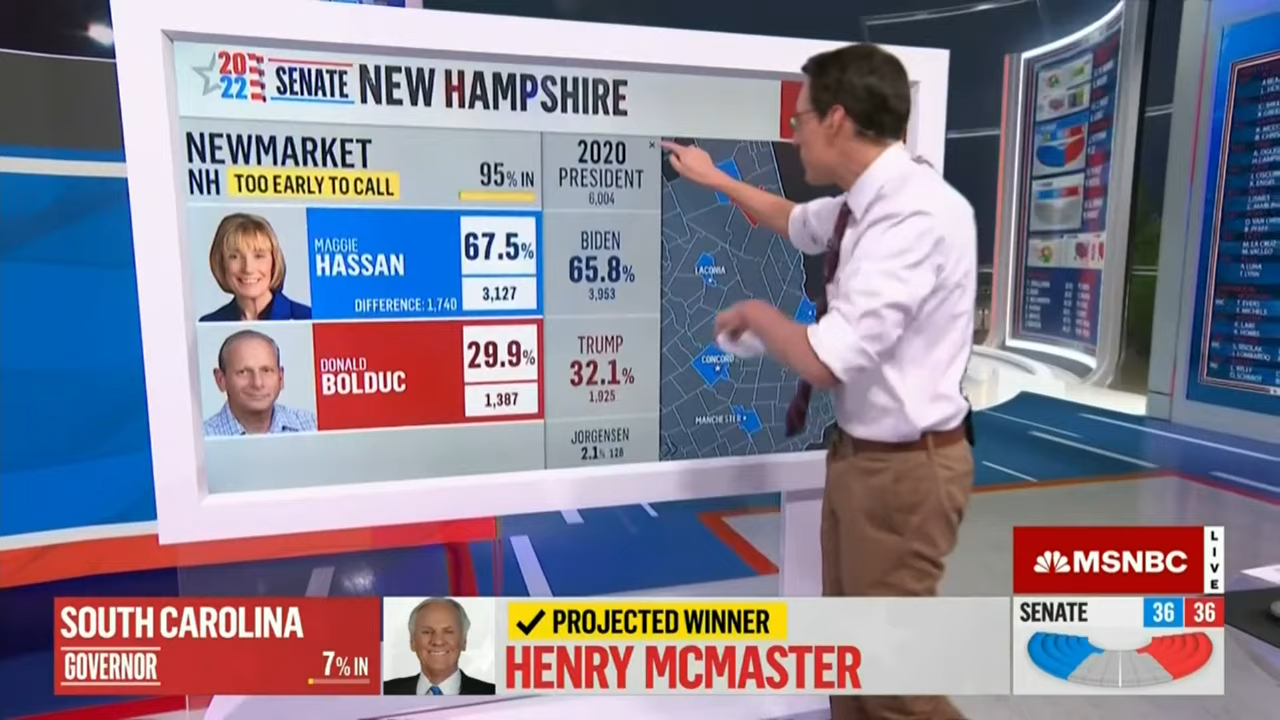 2022 SENATE NEW HAMPSHIRE
NEWMARKET
NH TOO EARLY TO CALL
95% IN
MAGGIE
HASSAN
67.5%
DIFFERENCE: 1,740
3,127
DONALD
BOLDUC
29.9%
1,387
2020
PRESIDENT
6,004
BIDEN
65.8%
3,953
TRUMP
32.1%
1,925
JORGENSEN
2.1% 128
LACONIA
CONCORD
MANCHESTER
MSNBC
LIVE
SOUTH CAROLINA
GOVERNOR
7% IN
PROJECTED WINNER
HENRY MCMASTER
SENATE 36 36